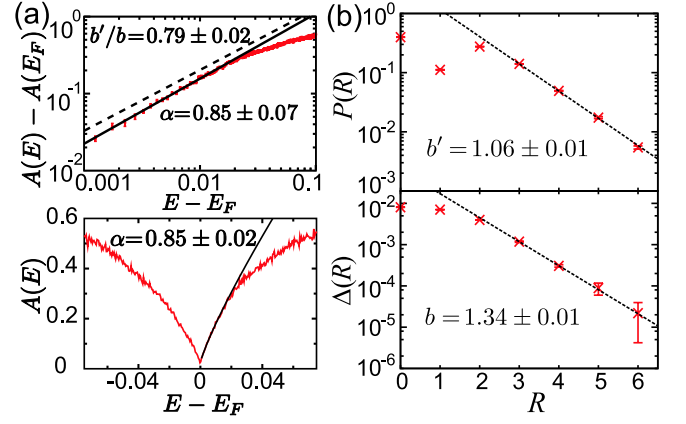 (a)
A(E) − A(E_F)
10^0
10^-1
10^-2
b′/b=0.79 ± 0.02
α=0.85 ± 0.07
0.001 0.01 0.1
E − E_F
A(E)
0.6
0.4
0.2
0
α=0.85 ± 0.02
-0.04 0 0.04
E − E_F
(b)
P(R)
10^0
10^-1
10^-2
10^-3
b′ = 1.06 ± 0.01
Δ(R)
10^-2
10^-3
10^-4
10^-5
10^-6
b = 1.34 ± 0.01
0 1 2 3 4 5 6
R